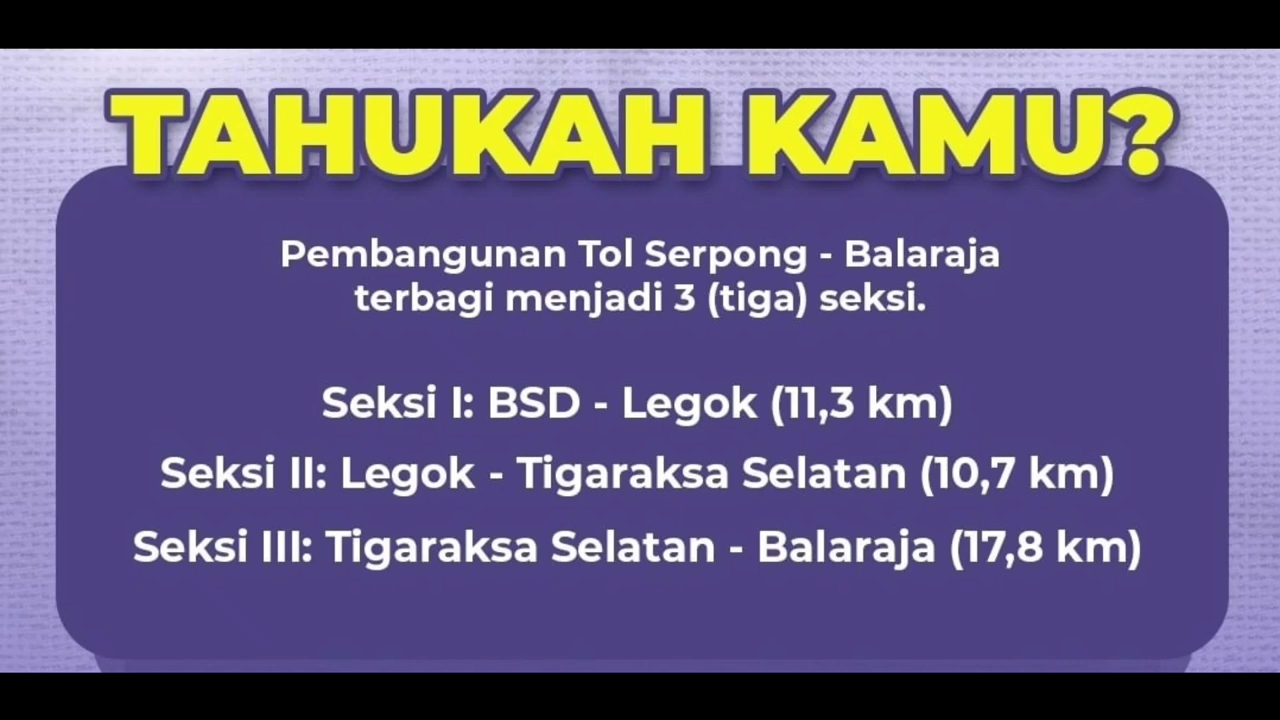 TAHUKAH KAMU?
Pembangunan Tol Serpong - Balaraja
terbagi menjadi 3 (tiga) seksi.
Seksi I: BSD - Legok (11,3 km)
Seksi II: Legok - Tigaraksa Selatan (10,7 km)
Seksi III: Tigaraksa Selatan - Balaraja (17,8 km)